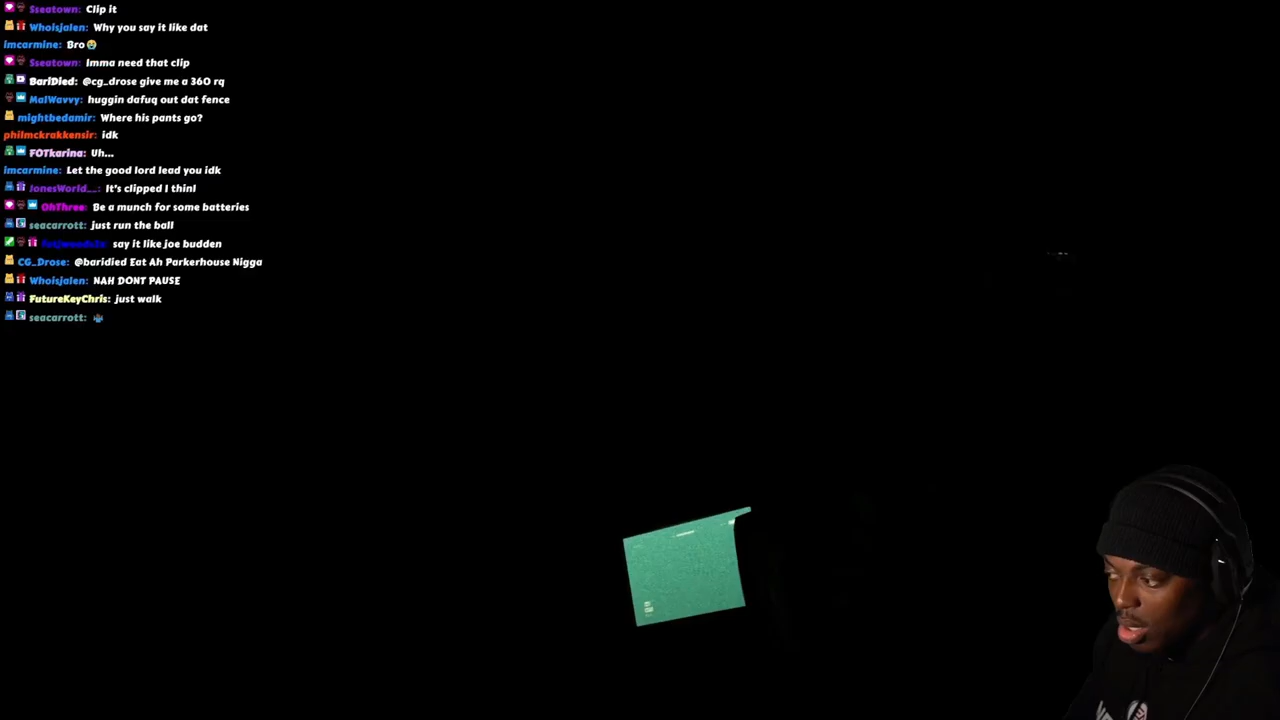 Sseatown: Clip it
Whoisjalen: Why you say it like dat
imcarmine: Bro😭
Sseatown: Imma need that clip
BariDied: @cg_drose give me a 360 rq
MalWavvy: huggin dafuq out dat fence
mightbedamir: Where his pants go?
philmckrakkensir: idk
FOTkarina: Uh...
imcarmine: Let the good lord lead you idk
JonesWorld__: It's clipped I thinl
OhThree: Be a munch for some batteries
seacarrott: just run the ball
say it like joe budden
CG_Drose: @baridied Eat Ah Parkerhouse Nigga
Whoisjalen: NAH DONT PAUSE
FutureKeyChris: just walk
seacarrott: